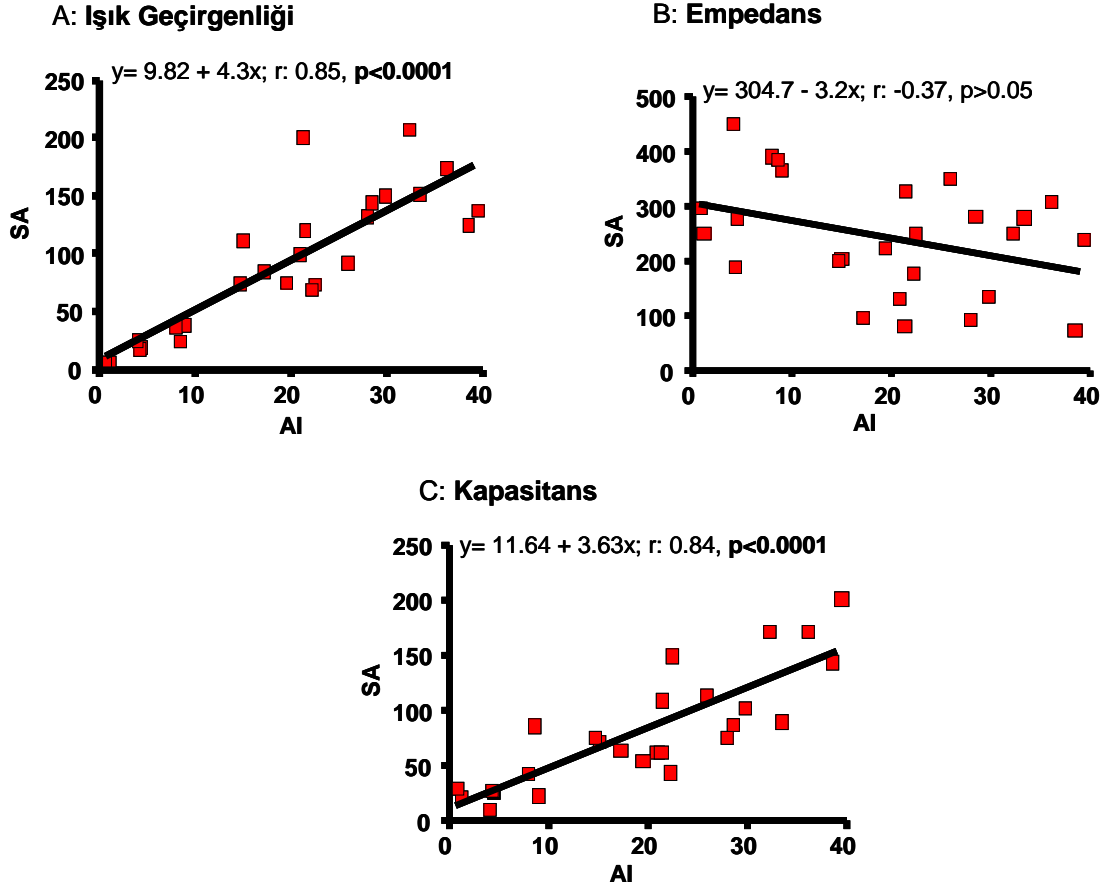 A: Işık Geçirgenliği
y= 9.82 + 4.3x; r: 0.85, p<0.0001
250
200
150
100
50
0
SA
0 10 20 30 40
AI
B: Empedans
y= 304.7 - 3.2x; r: -0.37, p>0.05
500
400
300
200
100
0
SA
0 10 20 30 40
AI
C: Kapasitans
y= 11.64 + 3.63x; r: 0.84, p<0.0001
250
200
150
100
50
0
SA
0 10 20 30 40
AI